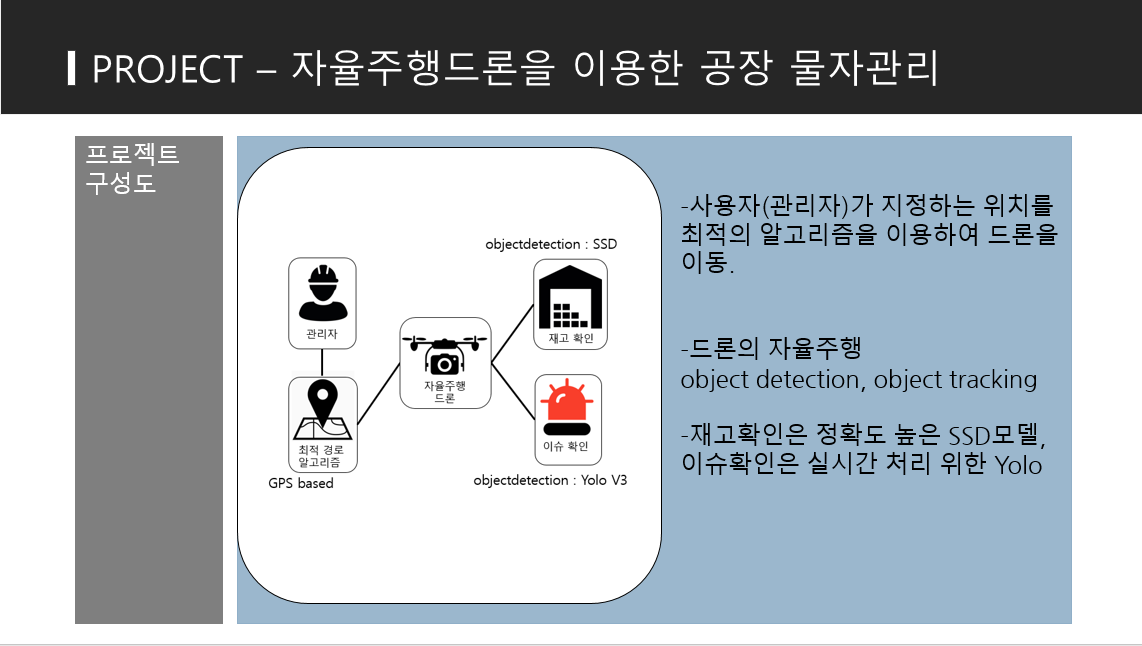 PROJECT – 자율주행드론을 이용한 공장 물자관리
프로젝트
구성도
objectdetection : SSD
관리자
재고 확인
자율주행
드론
최적 경로
알고리즘
이슈 확인
GPS based
objectdetection : Yolo V3
-사용자(관리자)가 지정하는 위치를
최적의 알고리즘을 이용하여 드론을
이동.
-드론의 자율주행
object detection, object tracking
-재고확인은 정확도 높은 SSD모델,
이슈확인은 실시간 처리 위한 Yolo